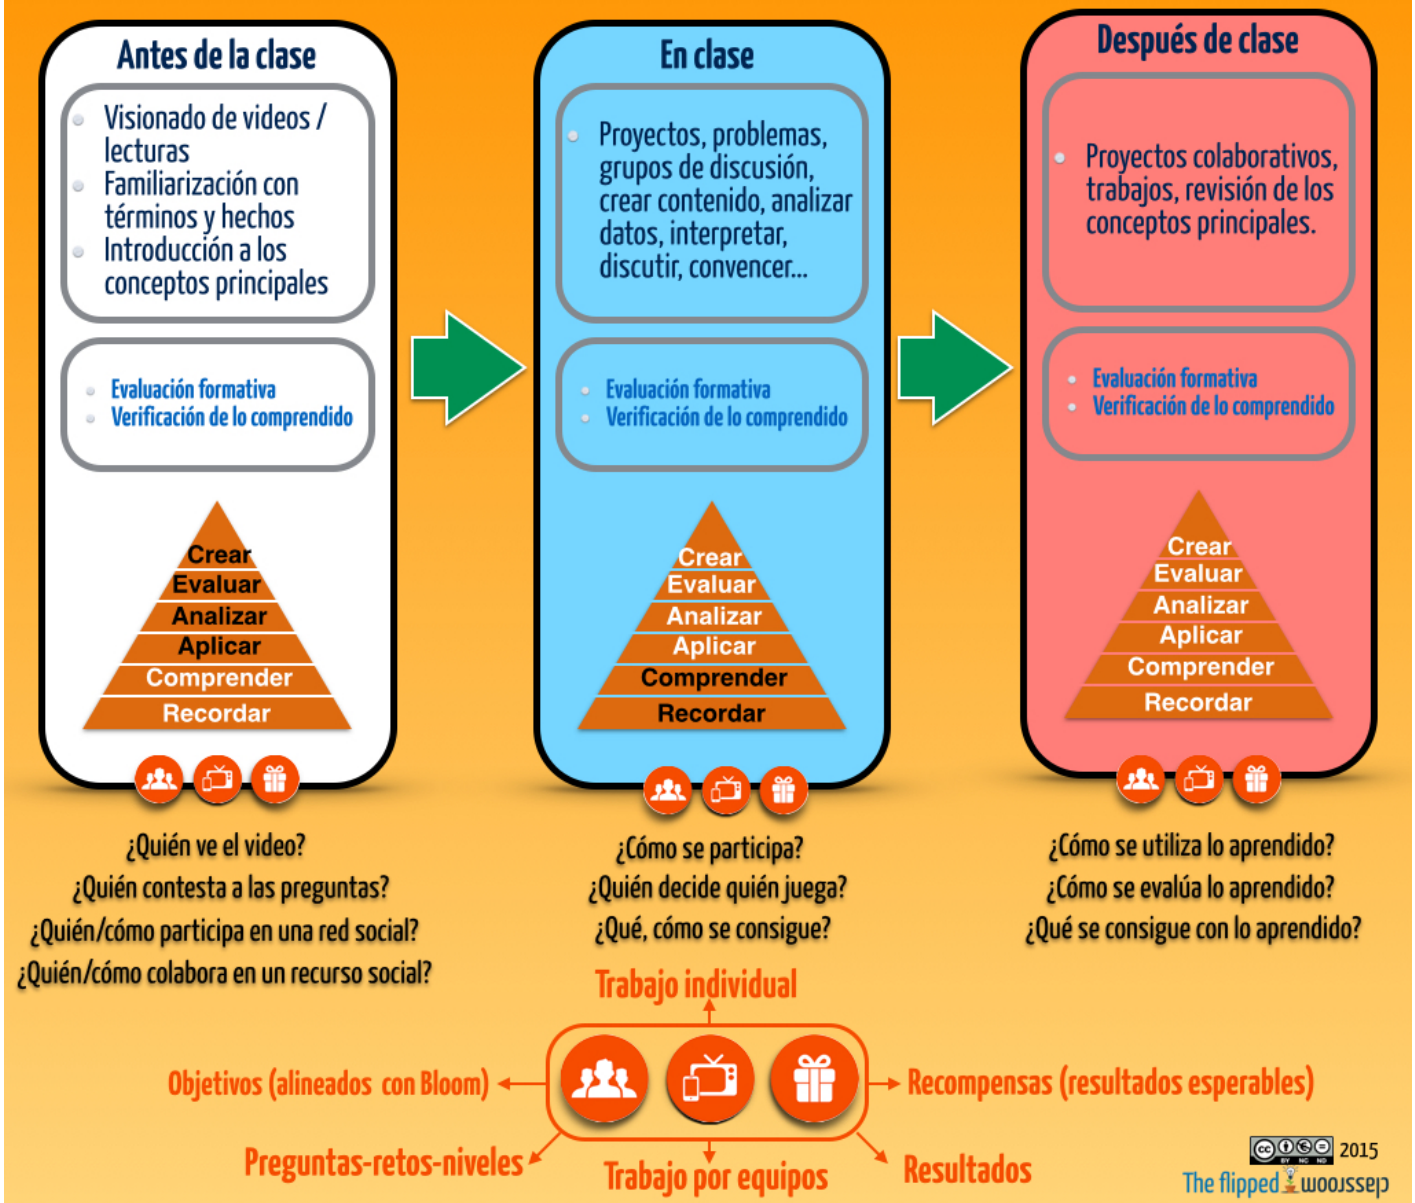 Antes de la clase
Visionado de videos /
lecturas
Familiarización con
términos y hechos
Introducción a los
conceptos principales
Evaluación formativa
Verificación de lo comprendido
Crear
Evaluar
Analizar
Aplicar
Comprender
Recordar
¿Quién ve el video?
¿Quién contesta a las preguntas?
¿Quién/cómo participa en una red social?
¿Quién/cómo colabora en un recurso social?
En clase
Proyectos, problemas,
grupos de discusión,
crear contenido, analizar
datos, interpretar,
discutir, convencer...
Evaluación formativa
Verificación de lo comprendido
Crear
Evaluar
Analizar
Aplicar
Comprender
Recordar
¿Cómo se participa?
¿Quién decide quién juega?
¿Qué, cómo se consigue?
Después de clase
Proyectos colaborativos,
trabajos, revisión de los
conceptos principales.
Evaluación formativa
Verificación de lo comprendido
Crear
Evaluar
Analizar
Aplicar
Comprender
Recordar
¿Cómo se utiliza lo aprendido?
¿Cómo se evalúa lo aprendido?
¿Qué se consigue con lo aprendido?
Trabajo individual
Objetivos (alineados con Bloom)
Recompensas (resultados esperables)
Preguntas-retos-niveles
Trabajo por equipos
Resultados
cc BY NC ND 2015
The flipped classroom